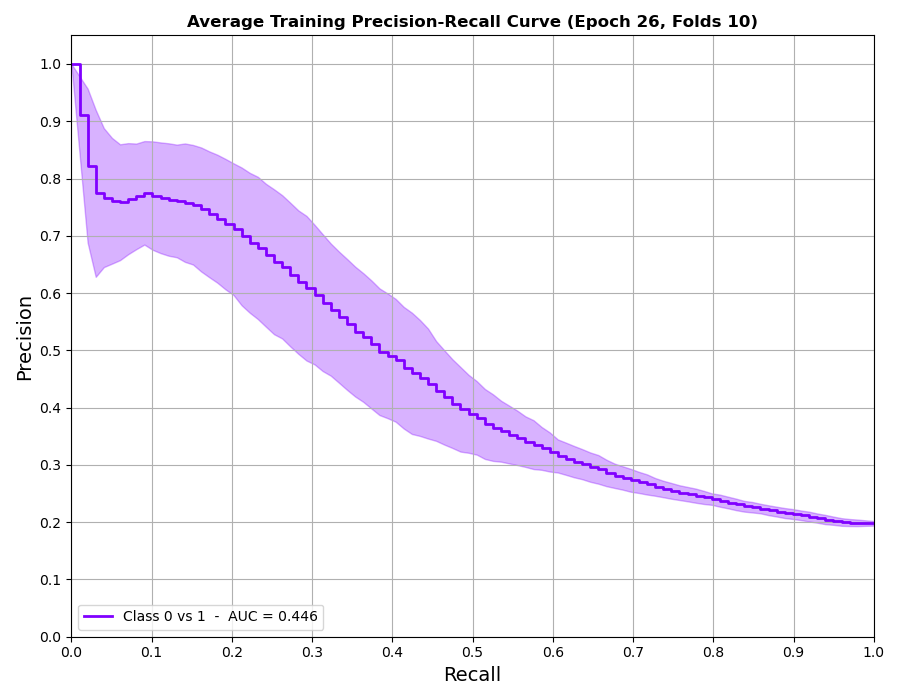 Average Training Precision-Recall Curve (Epoch 26, Folds 10)
Precision
1.0
0.9
0.8
0.7
0.6
0.5
0.4
0.3
0.2
0.1
0.0
Class 0 vs 1 - AUC = 0.446
0.0 0.1 0.2 0.3 0.4 0.5 0.6 0.7 0.8 0.9 1.0
Recall